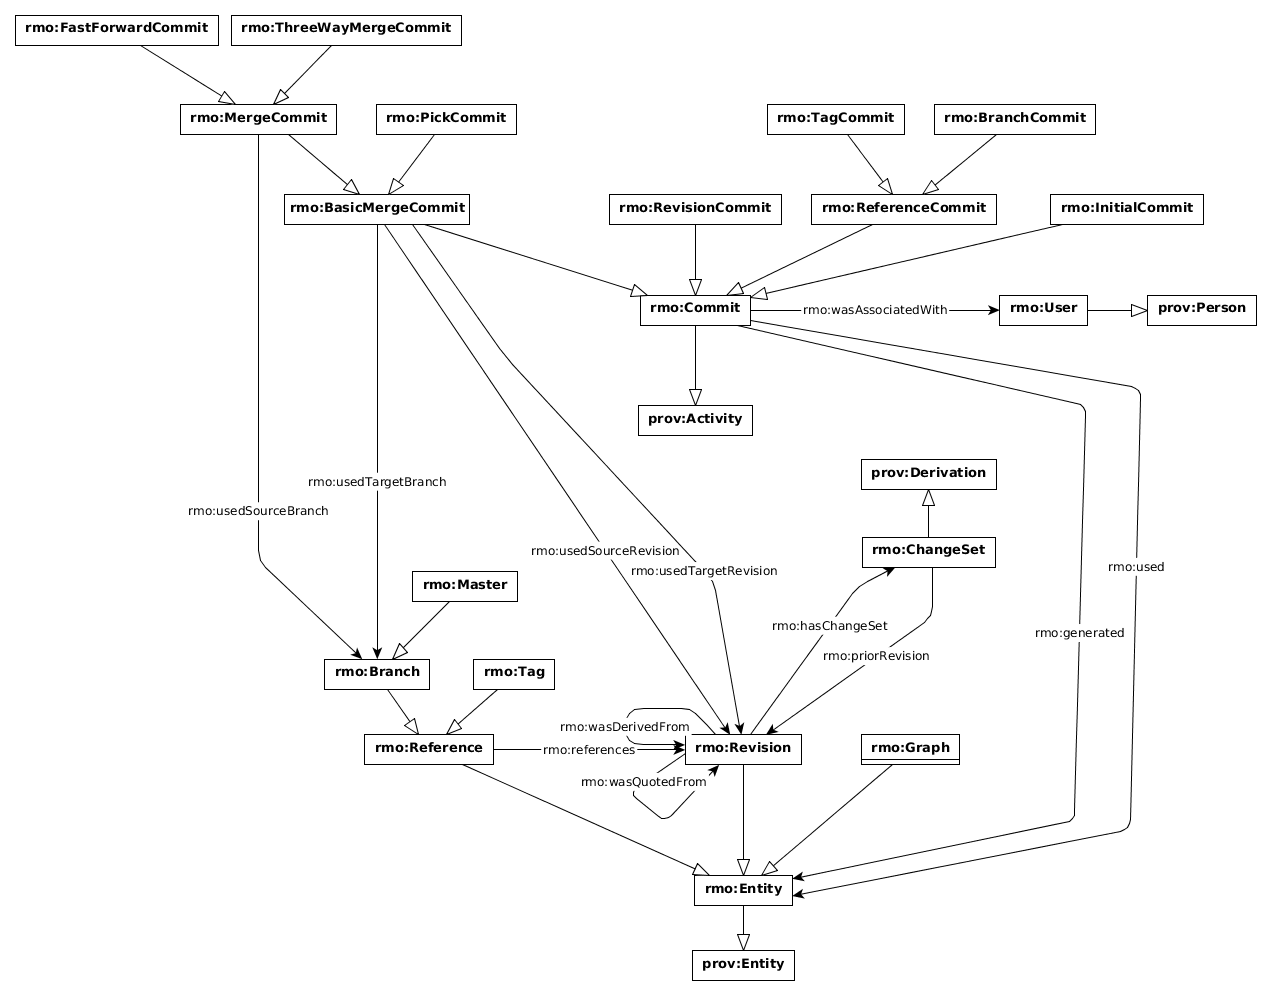 rmo:FastForwardCommit
rmo:ThreeWayMergeCommit
rmo:MergeCommit
rmo:PickCommit
rmo:TagCommit
rmo:BranchCommit
rmo:BasicMergeCommit
rmo:RevisionCommit
rmo:ReferenceCommit
rmo:InitialCommit
rmo:Commit
rmo:wasAssociatedWith
rmo:User
prov:Person
prov:Activity
prov:Derivation
rmo:usedTargetBranch
rmo:usedSourceBranch
rmo:usedSourceRevision
rmo:ChangeSet
rmo:used
rmo:usedTargetRevision
rmo:Master
rmo:hasChangeSet
rmo:generated
rmo:priorRevision
rmo:Branch
rmo:Tag
rmo:wasDerivedFrom
rmo:Reference
rmo:references
rmo:Revision
rmo:Graph
rmo:wasQuotedFrom
rmo:Entity
prov:Entity